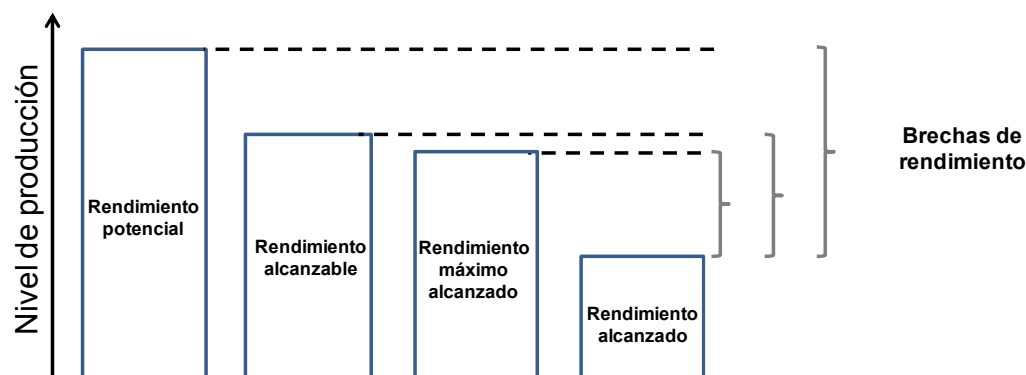 Nivel de producción
Rendimiento
potencial
Rendimiento
alcanzable
Rendimiento
máximo
alcanzado
Rendimiento
alcanzado
Brechas de
rendimiento